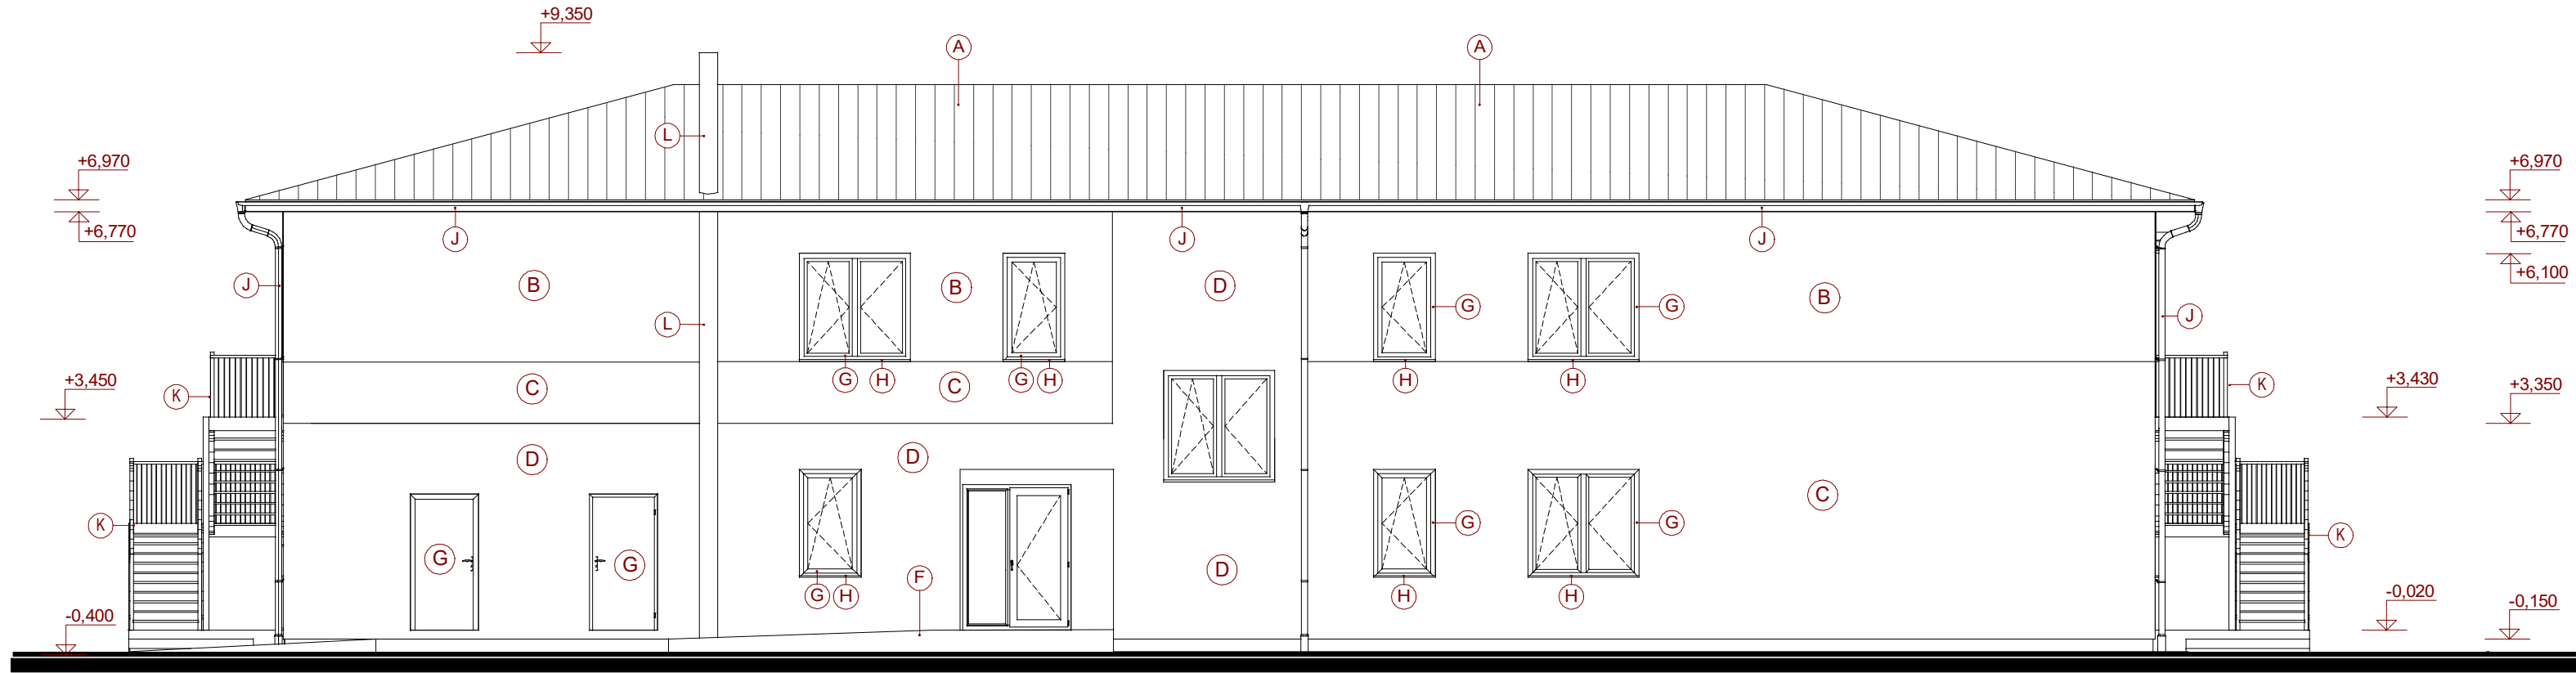 +9,350
A A
L
+6,970 +6,970
+6,770 J J J +6,770
+6,100
J B B D G G B J
L
+3,450 K C G H C G H H H K +3,430 +3,350
D D
K G G G G C K
G G F D
G H H H
-0,400 -0,020 -0,150